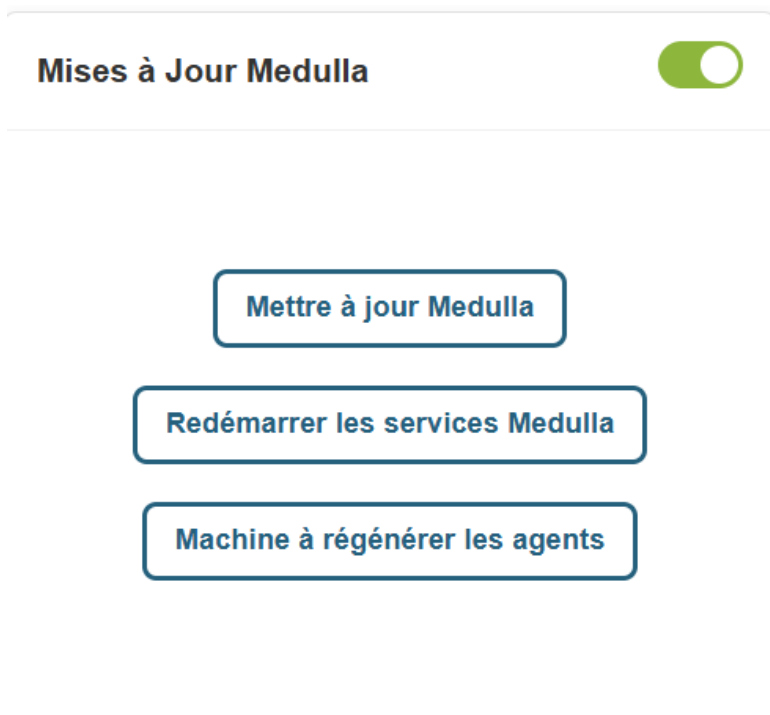 Mises à Jour Medulla
Mettre à jour Medulla
Redémarrer les services Medulla
Machine à régénérer les agents